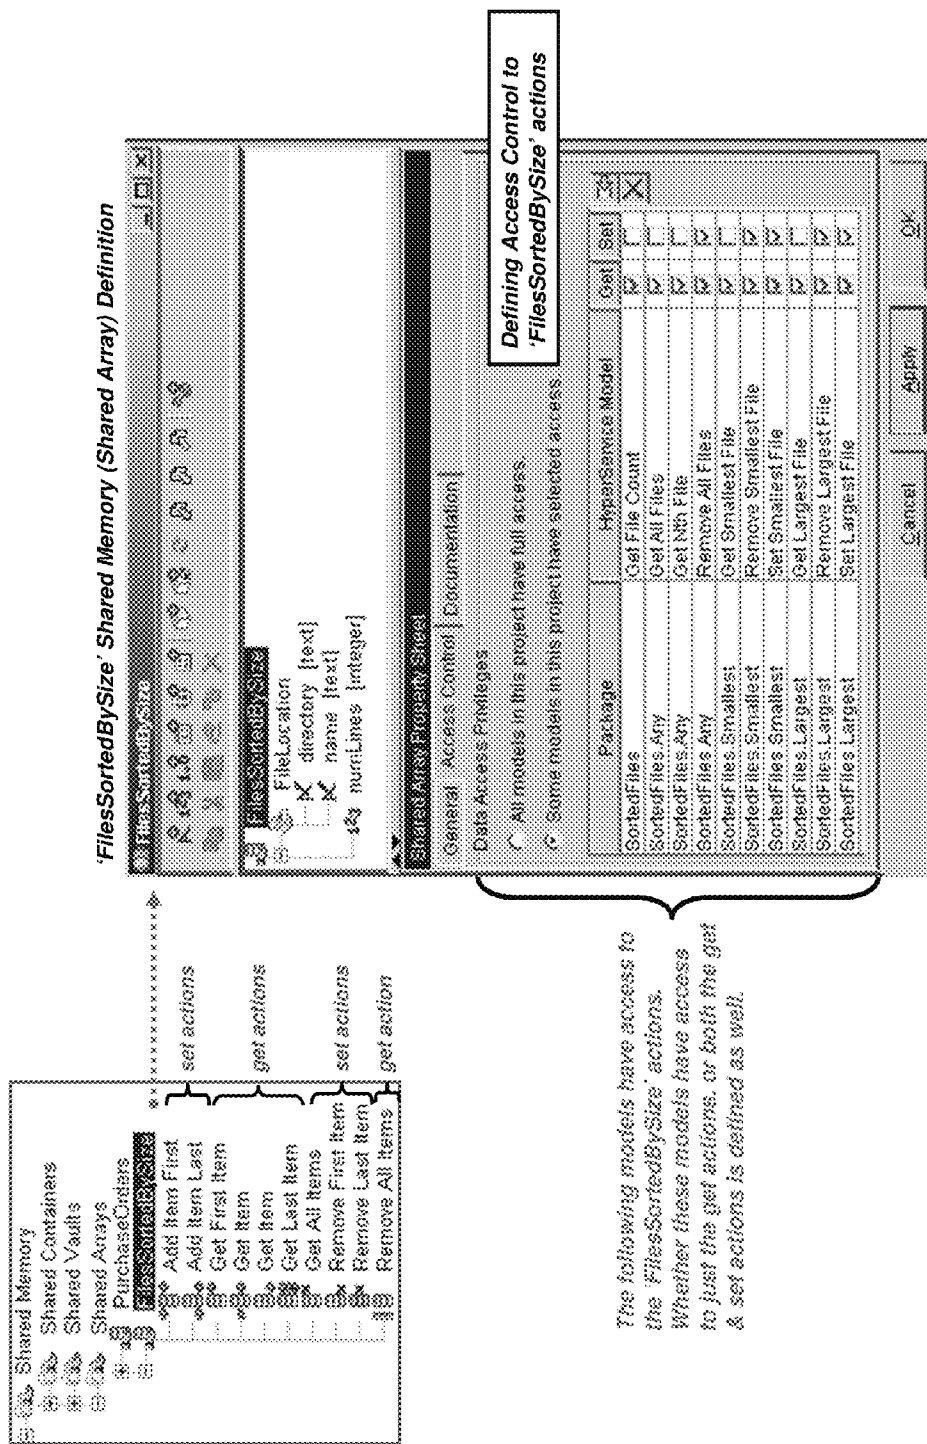 'FilesSortedBySize' Shared Memory (Shared Array) Definition
Shared Memory
Shared Containers
Shared Vaults
Shared Arrays
PurchaseOrders
FilesSortedBySize
Add Item First
Add Item Last
Get First Item
Get Item
Get Item
Get Last Item
Get All Items
Remove First Item
Remove Last Item
Remove All Items
set actions
get actions
set actions
get action
FilesSortedBySize
FilesSortedBySize
FileLocation
directory [text]
name [text]
numLines [integer]
Shared Array Property Sheet
General Access Control Documentation
Data Access Privileges
All models in this project have full access.
Some models in this project have selected access
Defining Access Control to
'FilesSortedBySize' actions
Package HyperService Model Get Set
SortedFiles Get File Count
SortedFiles.Any Get All Files
SortedFiles.Any Get Nth File
SortedFiles.Any Remove All Files
SortedFiles.Smallest Get Smallest File
SortedFiles.Smallest Remove Smallest File
SortedFiles.Smallest Set Smallest File
SortedFiles.Largest Get Largest File
SortedFiles.Largest Remove Largest File
SortedFiles.Largest Set Largest File
Cancel Apply Ok
The following models have access to
the 'FilesSortedBySize' actions.
Whether these models have access
to just the get actions, or both the get
& set actions is defined as well.